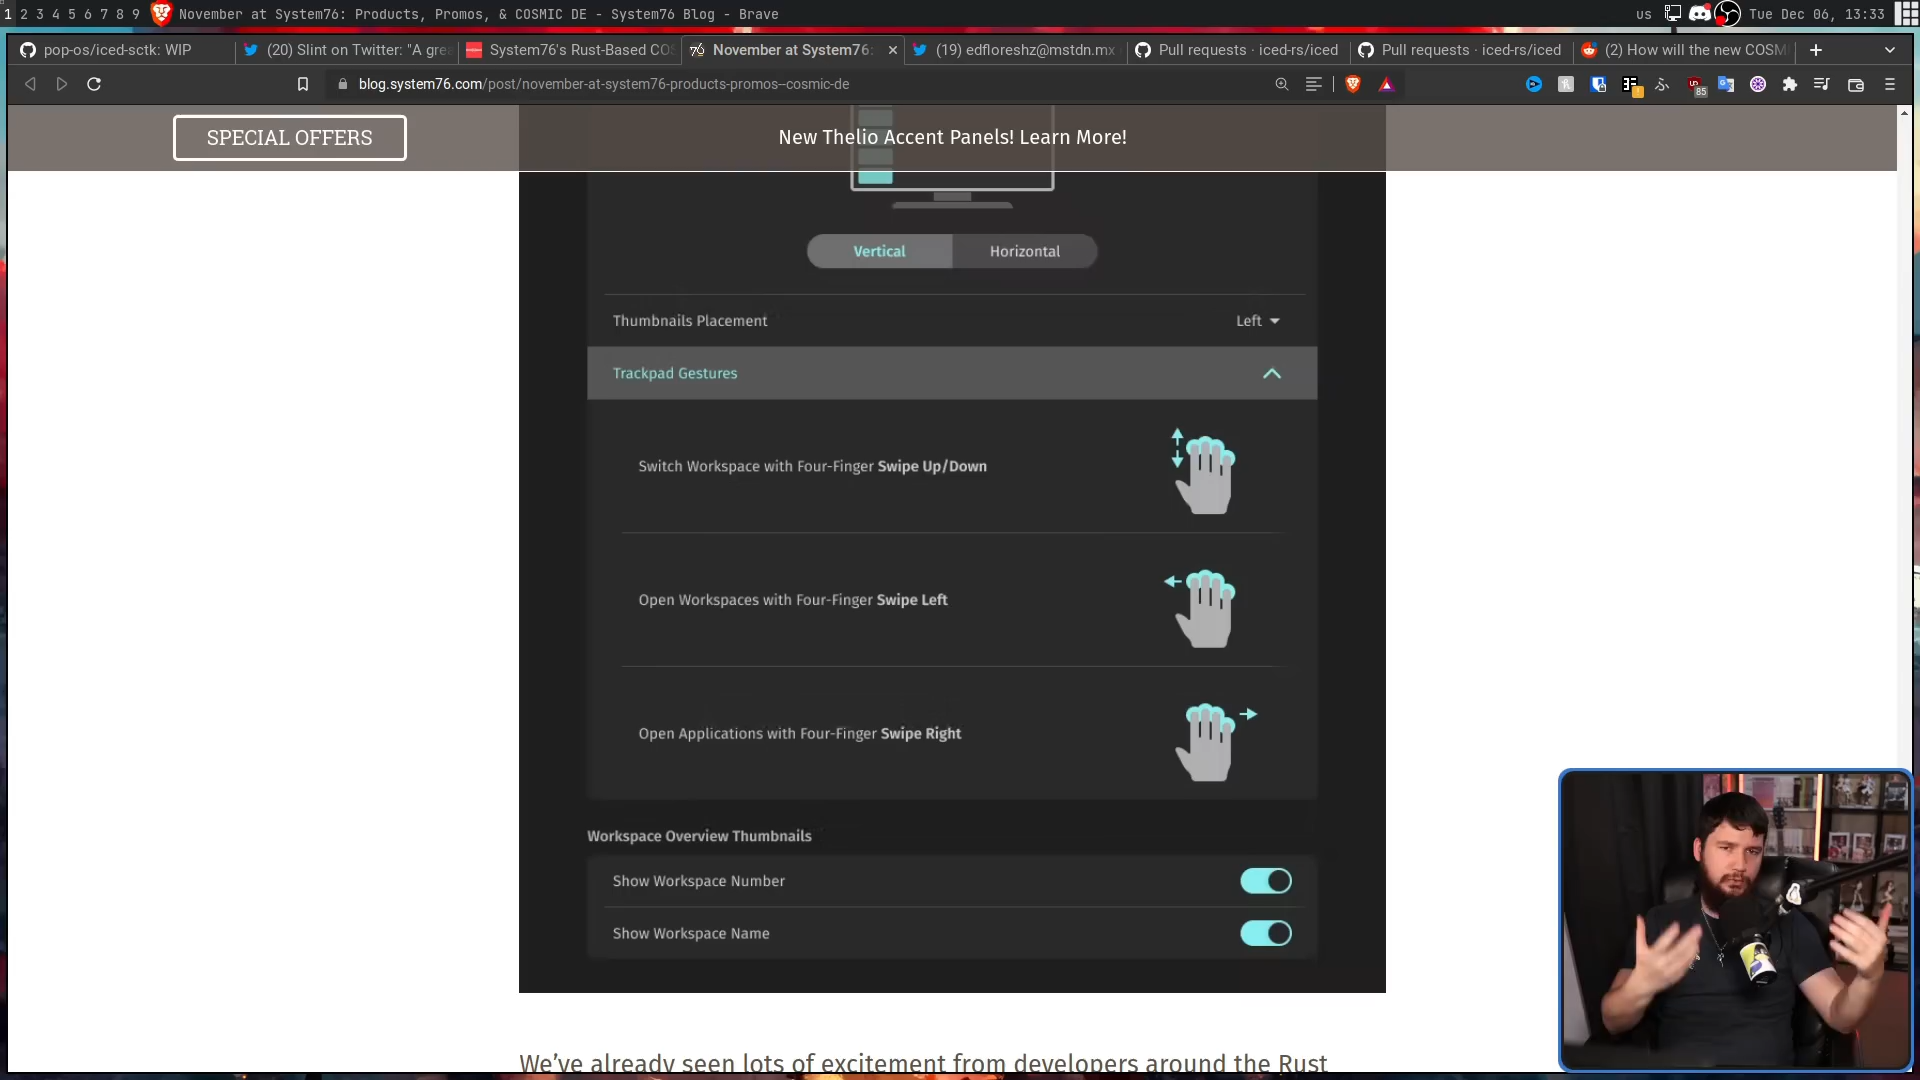 1 2 3 4 5 6 7 8 9 November at System76: Products, Promos, & COSMIC DE - System76 Blog - Brave us Tue Dec 06, 13:33
pop-os/iced-sctk: WIP (20) Slint on Twitter: "A grea System76's Rust-Based COS November at System76: (19) edfloreshz@mstdn.mx Pull requests · iced-rs/iced Pull requests · iced-rs/iced (2) How will the new COSM
blog.system76.com/post/november-at-system76-products-promos--cosmic-de 85
SPECIAL OFFERS New Thelio Accent Panels! Learn More!
Vertical Horizontal
Thumbnails Placement Left
Trackpad Gestures
Switch Workspace with Four-Finger Swipe Up/Down
Open Workspaces with Four-Finger Swipe Left
Open Applications with Four-Finger Swipe Right
Workspace Overview Thumbnails
Show Workspace Number
Show Workspace Name
We've already seen lots of excitement from developers around the Rust